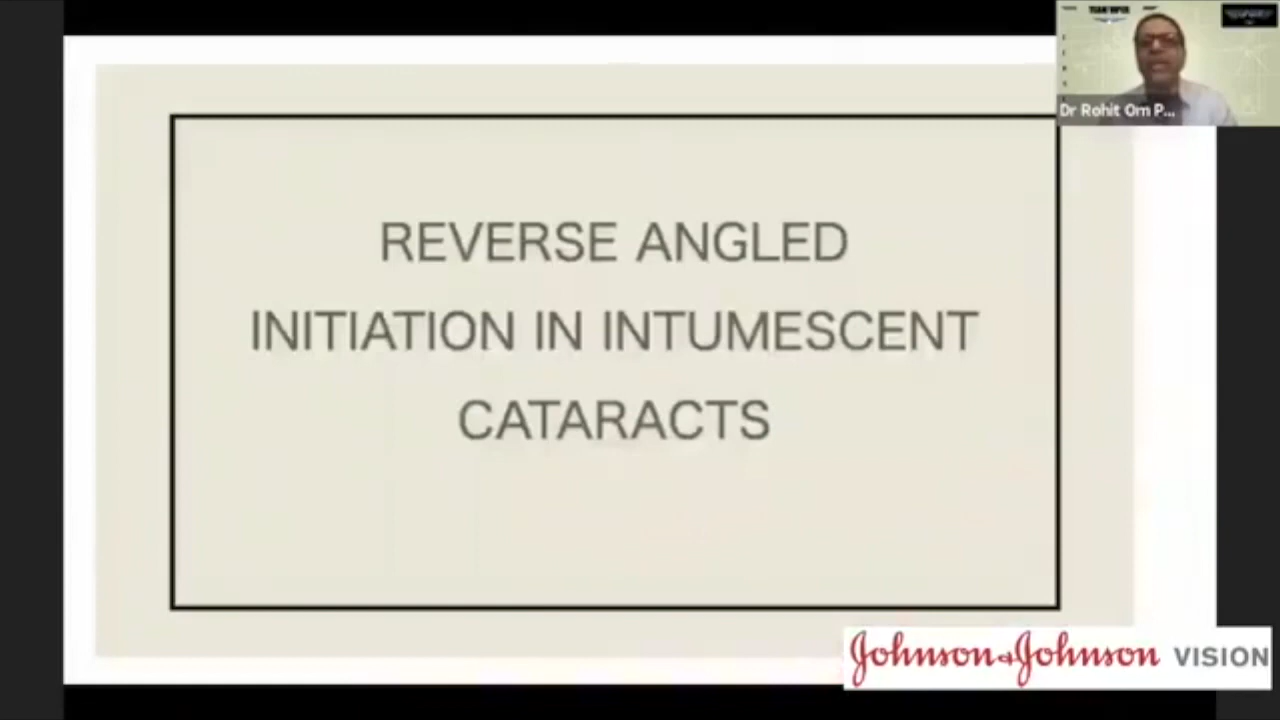 REVERSE ANGLED
INITIATION IN INTUMESCENT
CATARACTS
Dr Rohit Om P...
Johnson & Johnson VISION